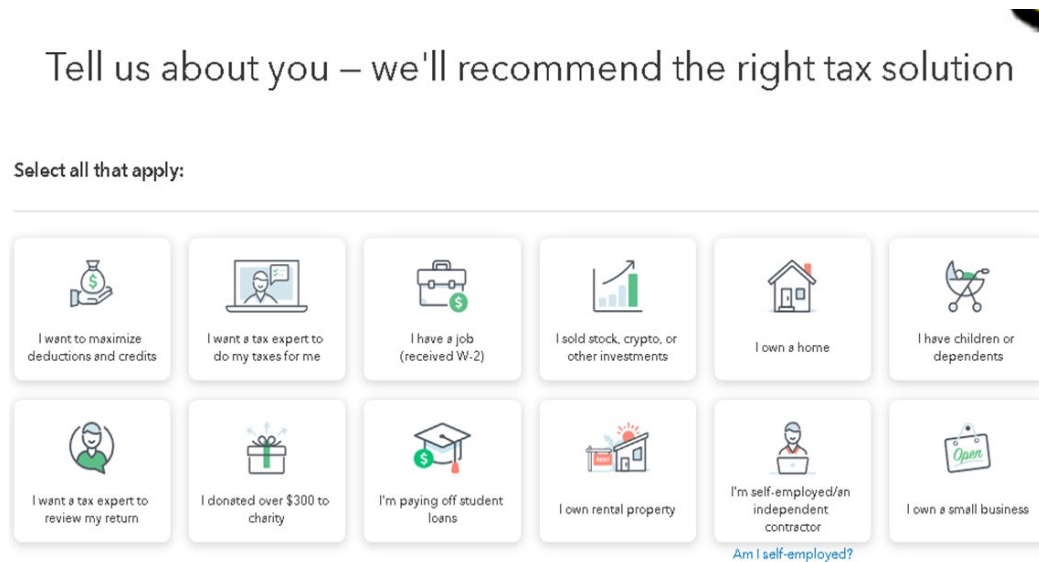 Tell us about you – we'll recommend the right tax solution
Select all that apply:
$
I want to maximize
deductions and credits
I want a tax expert to
do my taxes for me
$
I have a job
(received W-2)
I sold stock, crypto, or
other investments
I own a home
I have children or
dependents
I want a tax expert to
review my return
I donated over $300 to
charity
$
I'm paying off student
loans
RENT
I own rental property
I'm self-employed/an
independent
contractor
Am I self-employed?
Open
I own a small business